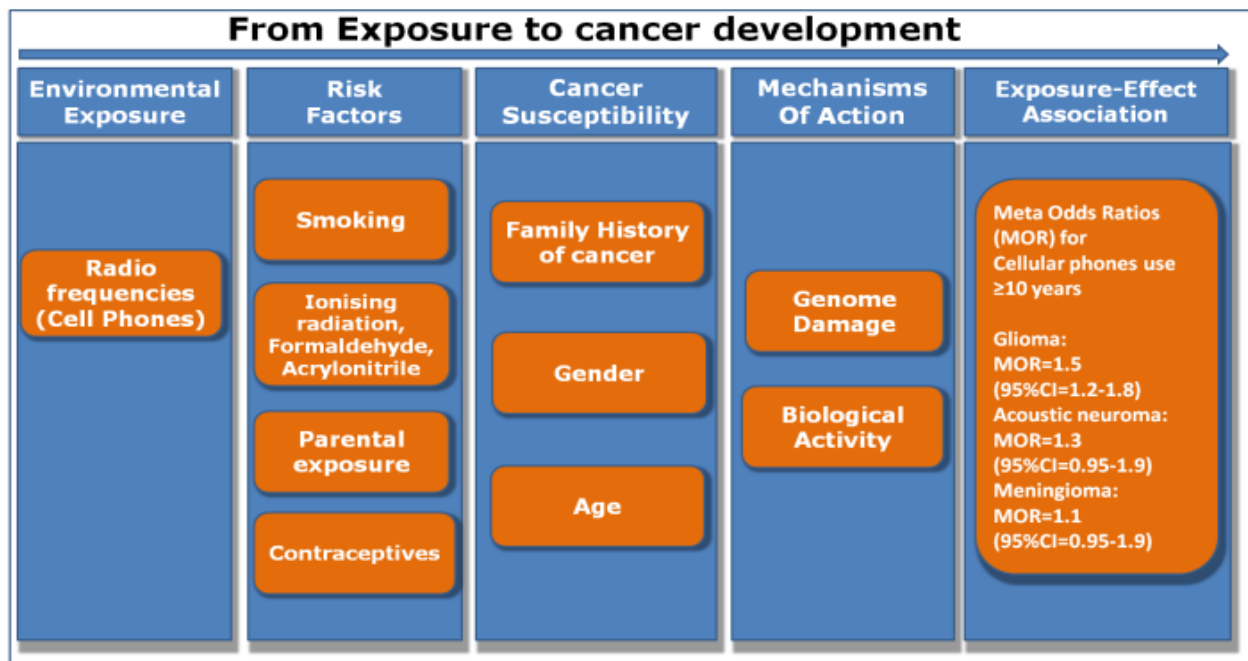 From Exposure to cancer development
Environmental
Exposure
Risk
Factors
Cancer
Susceptibility
Mechanisms
Of Action
Exposure-Effect
Association
Radio
frequencies
(Cell Phones)
Smoking
Ionising
radiation,
Formaldehyde,
Acrylonitrile
Parental
exposure
Contraceptives
Family History
of cancer
Gender
Age
Genome
Damage
Biological
Activity
Meta Odds Ratios
(MOR) for
Cellular phones use
≥10 years
Glioma:
MOR=1.5
(95%CI=1.2-1.8)
Acoustic neuroma:
MOR=1.3
(95%CI=0.95-1.9)
Meningioma:
MOR=1.1
(95%CI=0.95-1.9)